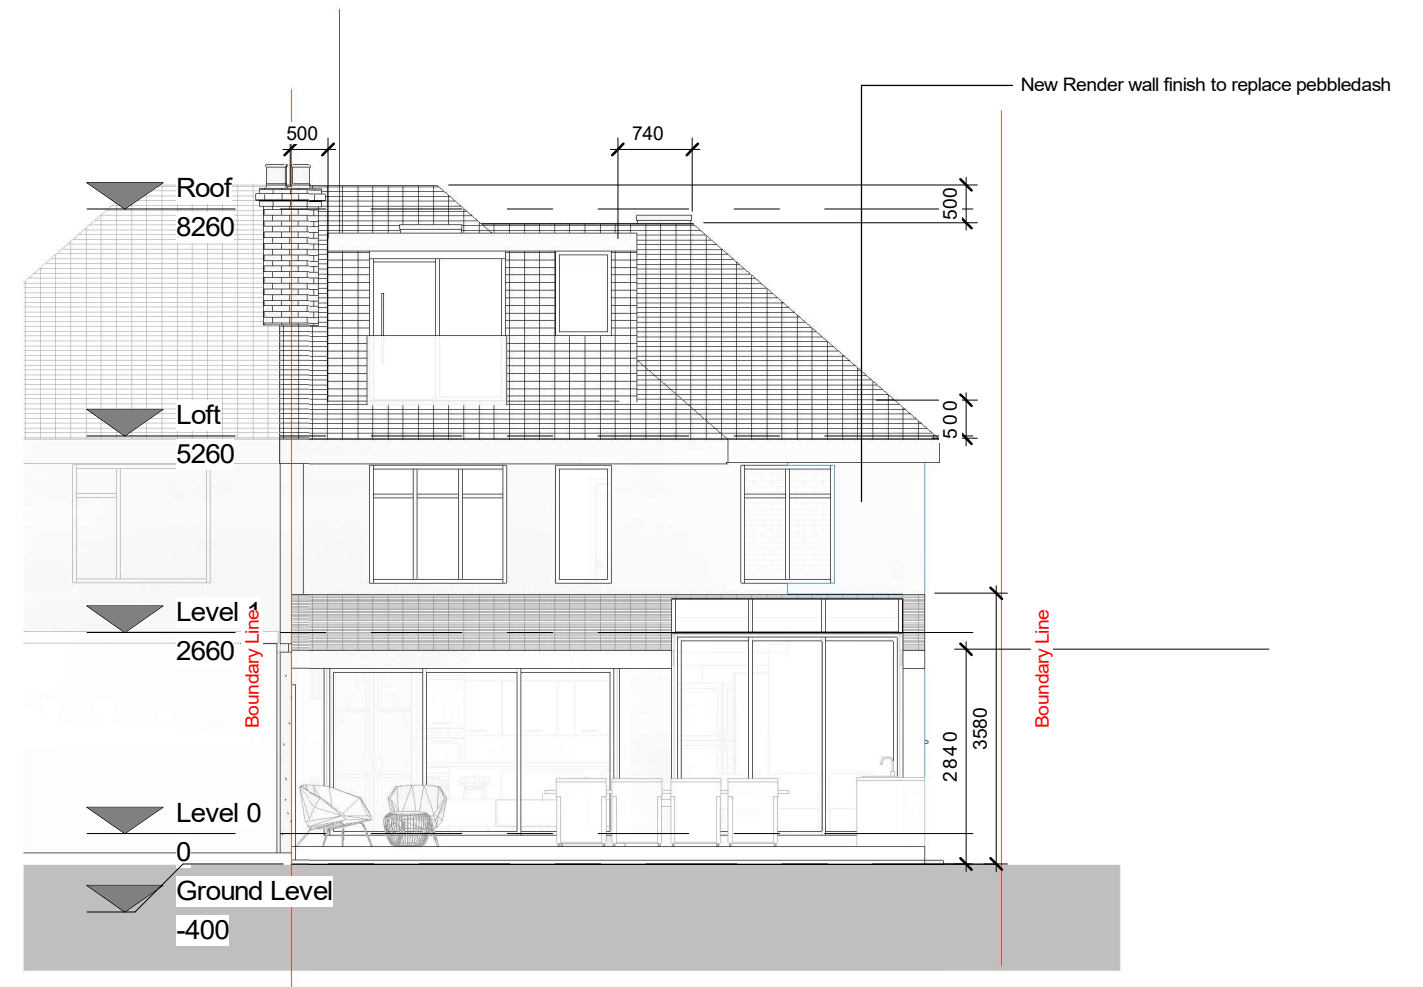 New Render wall finish to replace pebbledash
500
740
Roof
8260
500
Loft
5260
500
Level 1
2660
Boundary Line
Boundary Line
3580
2840
Level 0
0
Ground Level
-400